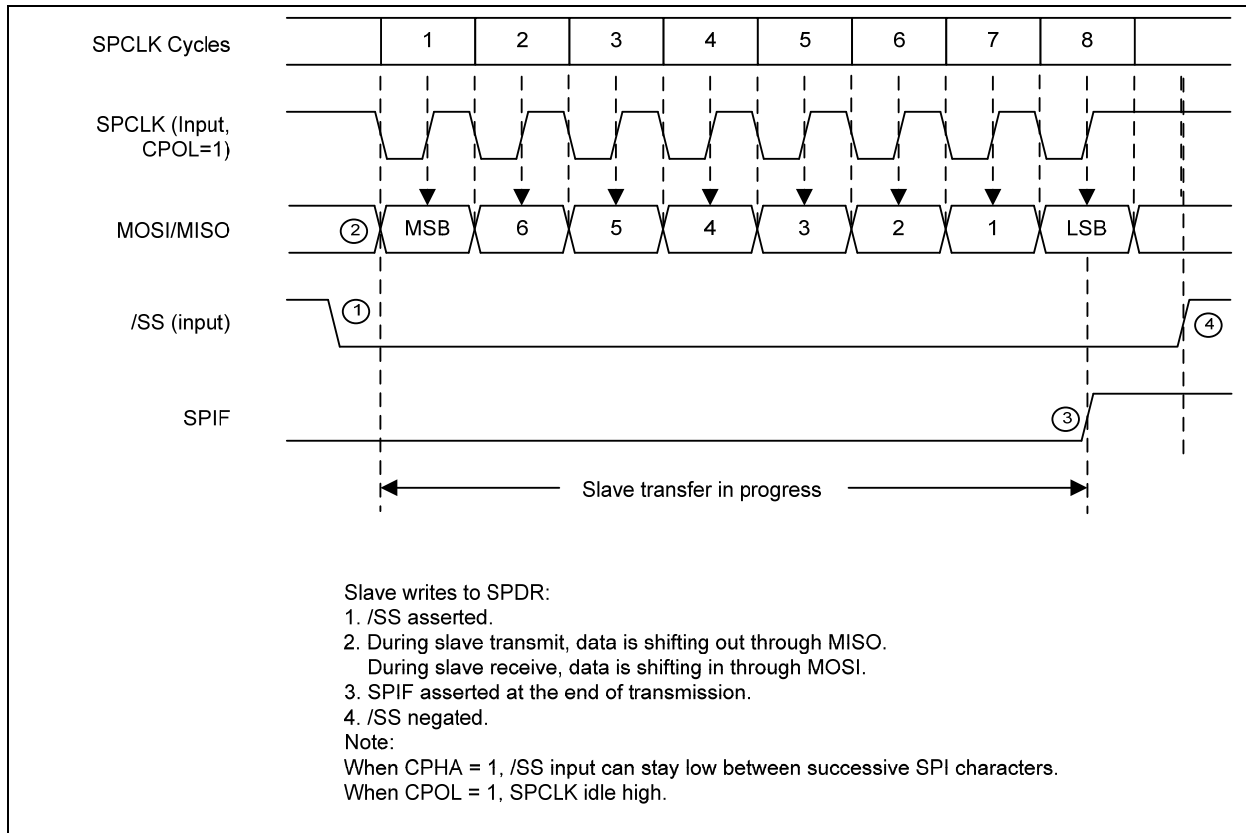 SPCLK Cycles
1 2 3 4 5 6 7 8
SPCLK (Input,
CPOL=1)
MOSI/MISO
2 MSB 6 5 4 3 2 1 LSB
/SS (input)
1
4
SPIF
3
Slave transfer in progress
Slave writes to SPDR:
1. /SS asserted.
2. During slave transmit, data is shifting out through MISO.
During slave receive, data is shifting in through MOSI.
3. SPIF asserted at the end of transmission.
4. /SS negated.
Note:
When CPHA = 1, /SS input can stay low between successive SPI characters.
When CPOL = 1, SPCLK idle high.